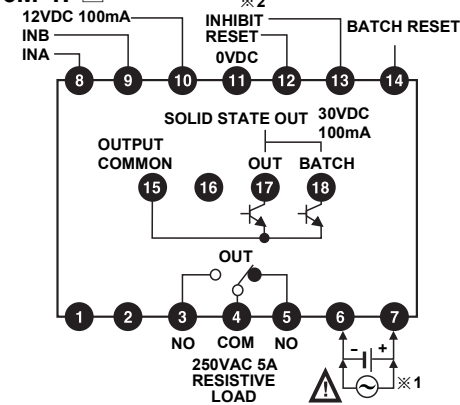 ※2
12VDC 100mA
INHIBIT
BATCH RESET
INB
RESET
INA
0VDC
8 9 10 11 12 13 14
SOLID STATE OUT 30VDC
100mA
OUTPUT
COMMON
OUT BATCH
15 16 17 18
OUT
1 2 3 4 5 6 7
NO COM NO
- +
250VAC 5A
RESISTIVE
LOAD
※1